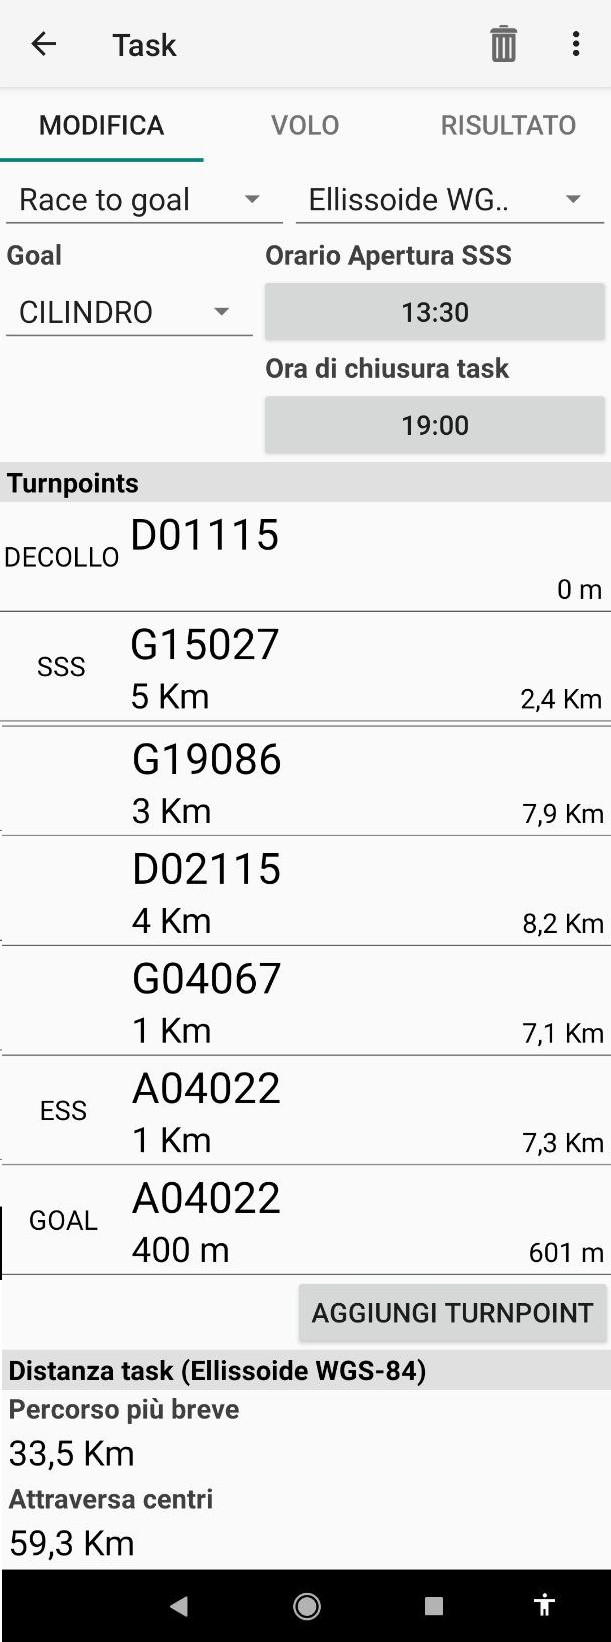 Task
MODIFICA VOLO RISULTATO
Race to goal Ellissoide WG..
Goal Orario Apertura SSS
CILINDRO 13:30
Ora di chiusura task
19:00
Turnpoints
DECOLLO D01115
0 m
SSS G15027
5 Km 2,4 Km
G19086
3 Km 7,9 Km
D02115
4 Km 8,2 Km
G04067
1 Km 7,1 Km
ESS A04022
1 Km 7,3 Km
GOAL A04022
400 m 601 m
AGGIUNGI TURNPOINT
Distanza task (Ellissoide WGS-84)
Percorso più breve
33,5 Km
Attraversa centri
59,3 Km